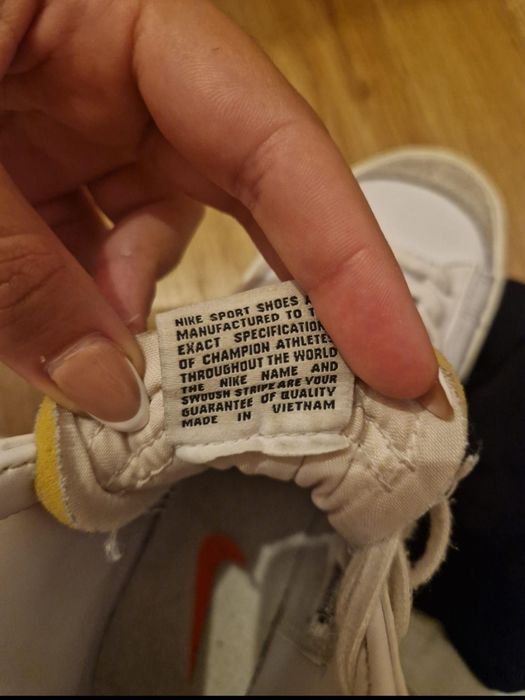 NIKE SPORT SHOES
MANUFACTURED TO
EXACT SPECIFICATION
OF CHAMPION ATHLETES
THROUGHOUT THE WORLD
THE NIKE NAME AND
SWOOSH STRIPE ARE YOUR
GUARANTEE OF QUALITY
MADE IN VIETNAM